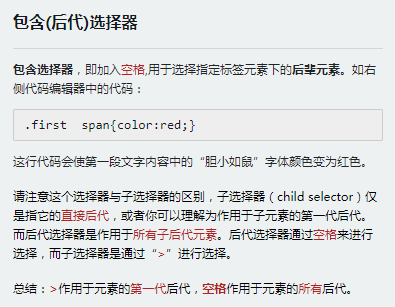 包含(后代)选择器
包含选择器，即加入空格,用于选择指定标签元素下的后辈元素。如右
侧代码编辑器中的代码：
.first  span{color:red;}
这行代码会使第一段文字内容中的“胆小如鼠”字体颜色变为红色。
请注意这个选择器与子选择器的区别，子选择器（child selector）仅
是指它的直接后代，或者你可以理解为作用于子元素的第一代后代。
而后代选择器是作用于所有子后代元素。后代选择器通过空格来进行
选择，而子选择器是通过“>”进行选择。
总结：>作用于元素的第一代后代，空格作用于元素的所有后代。